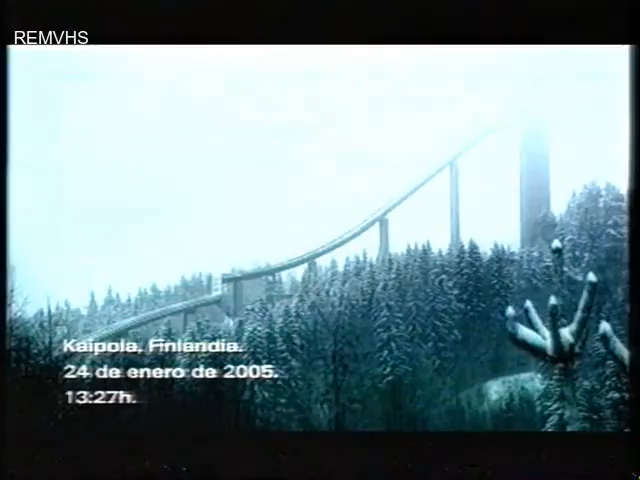 REMVHS
Kaipola, Finlandia.
24 de enero de 2005.
13:27h.